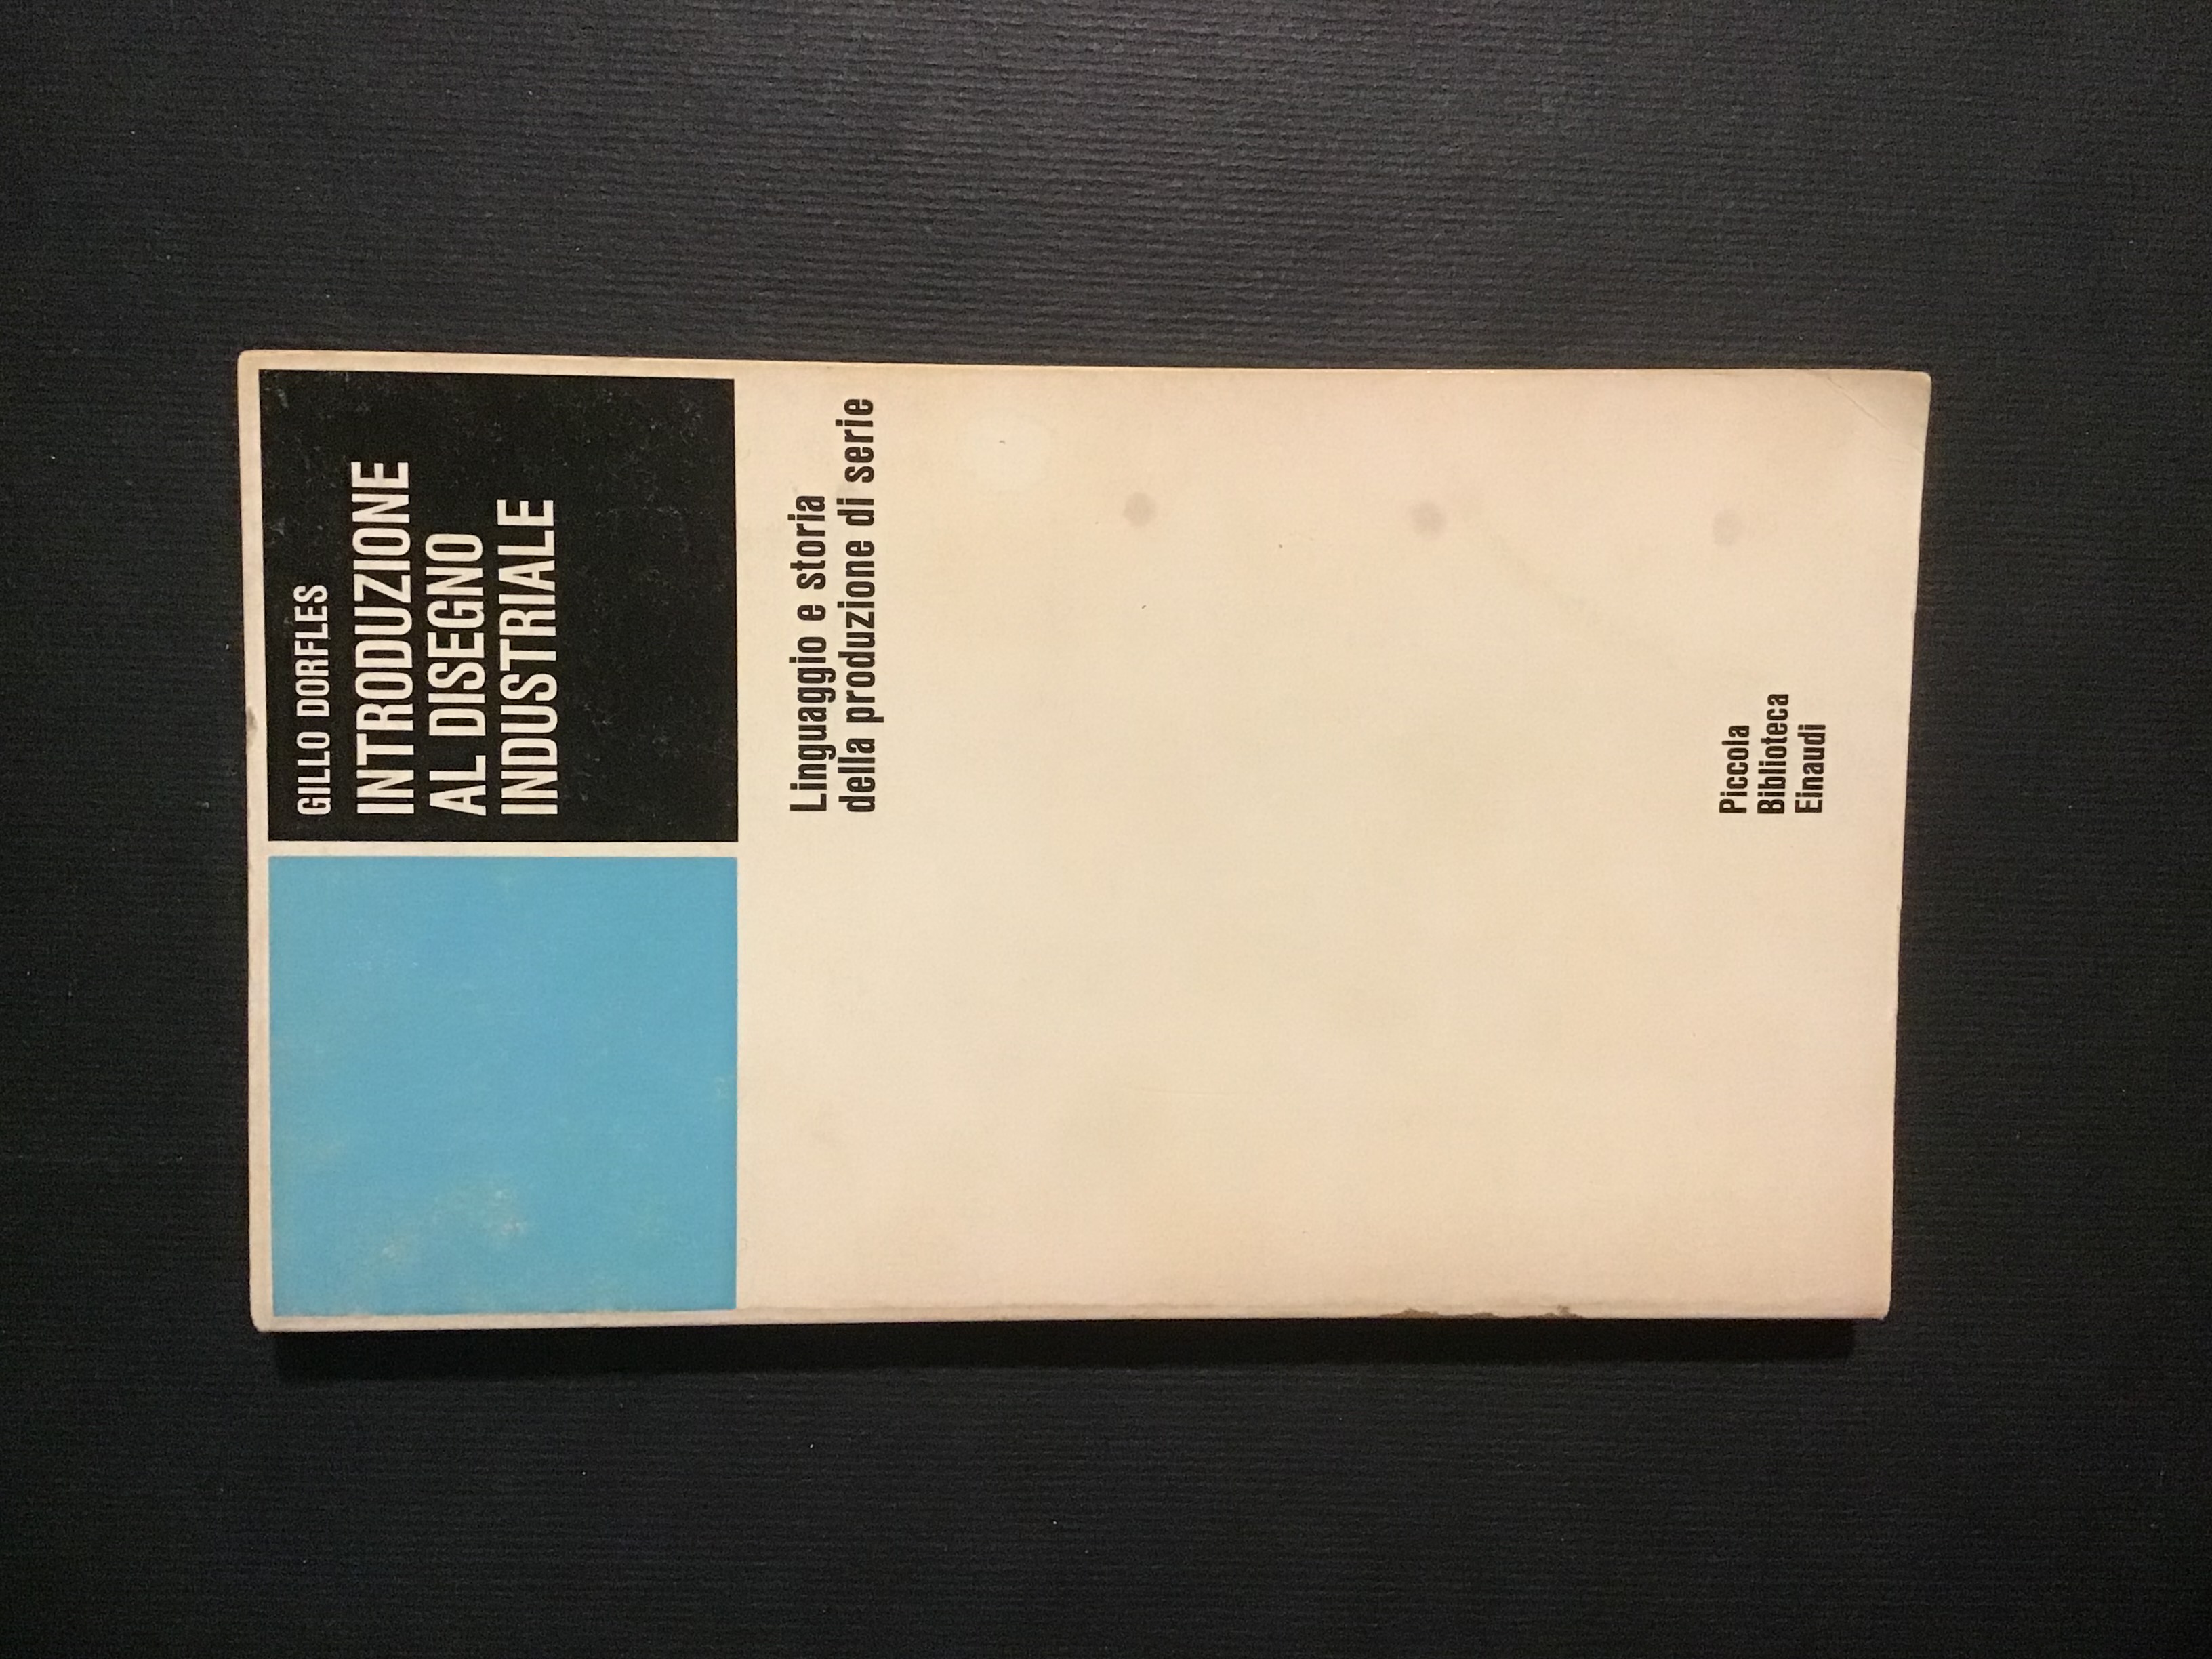 GILLO DORFLES
INTRODUZIONE
AL DISEGNO
INDUSTRIALE
Linguaggio e storia
della produzione di serie
Piccola
Biblioteca
Einaudi